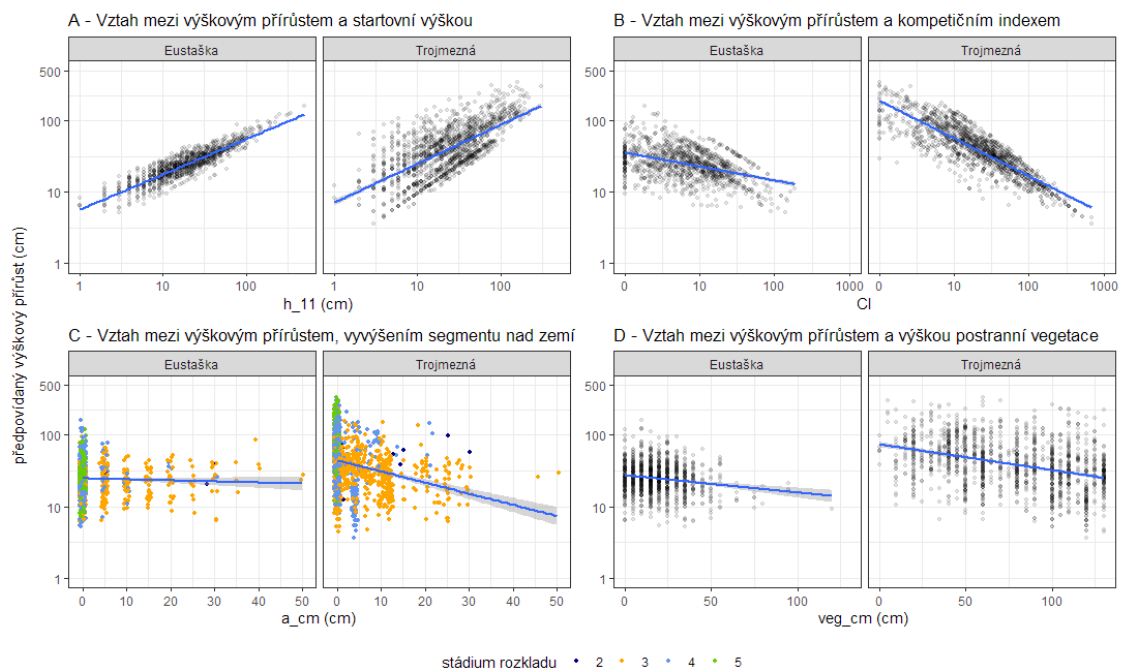 A - Vztah mezi výškovým přírůstem a startovní výškou
B - Vztah mezi výškovým přírůstem a kompetičním indexem
Eustaška
Trojmezná
Eustaška
Trojmezná
500
100
10
1
500
100
10
1
1
10
100
1
10
100
0
10
100
1000
0
10
100
1000
h_11 (cm)
CI
předpovídaný výškový přírůst (cm)
C - Vztah mezi výškovým přírůstem, vyvýšením segmentu nad zemí
D - Vztah mezi výškovým přírůstem a výškou postranní vegetace
Eustaška
Trojmezná
Eustaška
Trojmezná
500
100
10
1
500
100
10
1
0
10
20
30
40
50
0
10
20
30
40
50
0
50
100
0
50
100
a_cm (cm)
veg_cm (cm)
stádium rozkladu 2 3 4 5